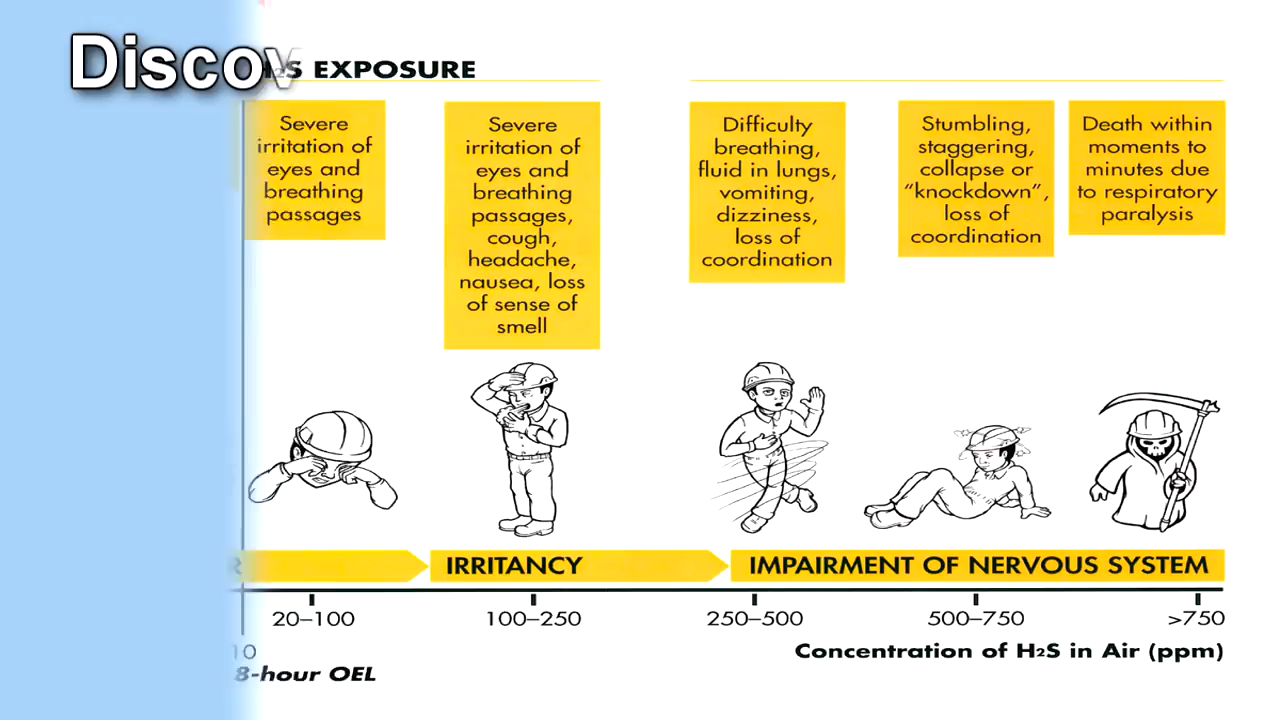 Discov
H₂S EXPOSURE
Severe
irritation of
eyes and
breathing
passages
Severe
irritation of
eyes and
breathing
passages,
cough,
headache,
nausea, loss
of sense of
smell
Difficulty
breathing,
fluid in lungs,
vomiting,
dizziness,
loss of
coordination
Stumbling,
staggering,
collapse or
“knockdown”,
loss of
coordination
Death within
moments to
minutes due
to respiratory
paralysis
R
IRRITANCY
IMPAIRMENT OF NERVOUS SYSTEM
20–100
100–250
250–500
500–750
>750
10
8-hour OEL
Concentration of H₂S in Air (ppm)